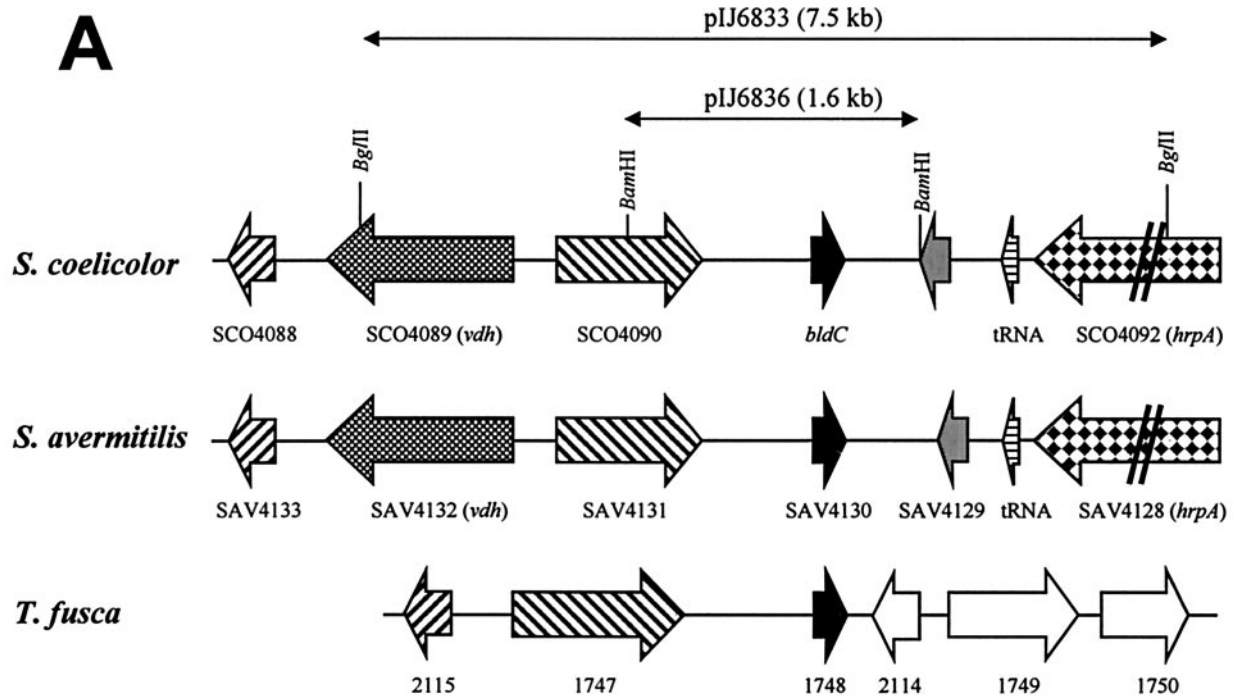 A
pIJ6833 (7.5 kb)
pIJ6836 (1.6 kb)
BglII
BamHI
BamHI
BglII
S. coelicolor
SCO4088 SCO4089 (vdh) SCO4090 bldC tRNA SCO4092 (hrpA)
S. avermitilis
SAV4133 SAV4132 (vdh) SAV4131 SAV4130 SAV4129 tRNA SAV4128 (hrpA)
T. fusca
2115 1747 1748 2114 1749 1750